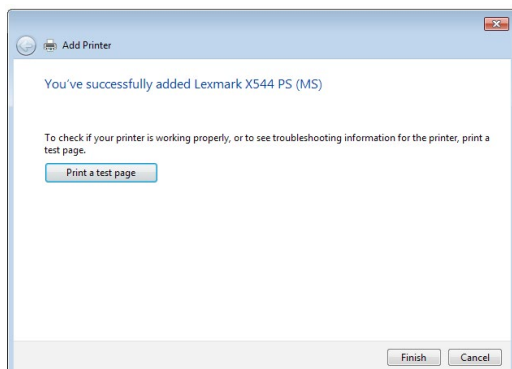 Add Printer
You've successfully added Lexmark X544 PS (MS)
To check if your printer is working properly, or to see troubleshooting information for the printer, print a
test page.
Print a test page
Finish Cancel